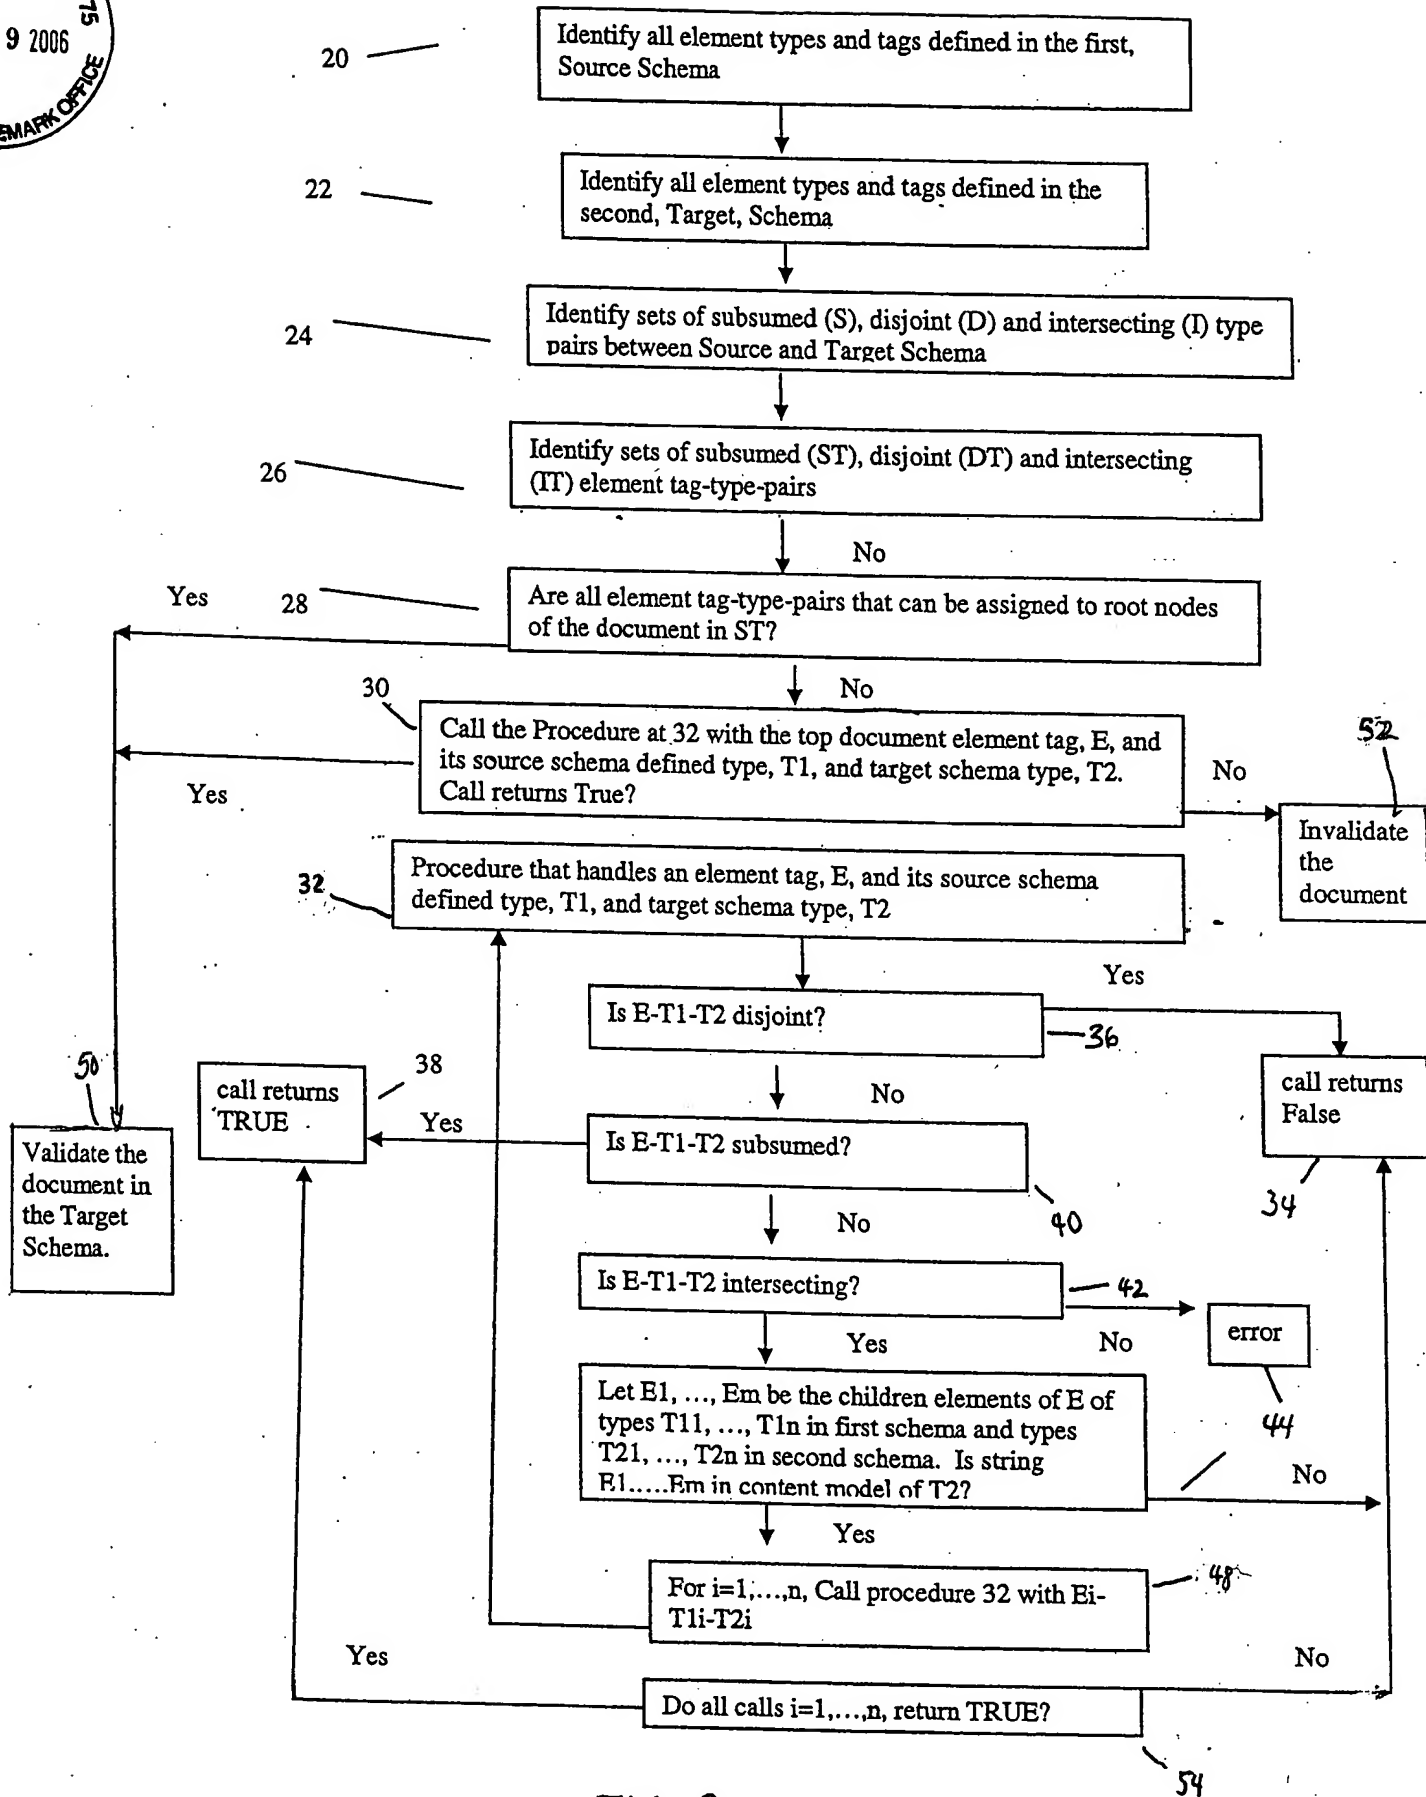 75
9 2006
EMARK OFFICE
20
Identify all element types and tags defined in the first,
Source Schema
22
Identify all element types and tags defined in the
second, Target, Schema
24
Identify sets of subsumed (S), disjoint (D) and intersecting (I) type
pairs between Source and Target Schema
26
Identify sets of subsumed (ST), disjoint (DT) and intersecting
(IT) element tag-type-pairs
No
Yes
28
Are all element tag-type-pairs that can be assigned to root nodes
of the document in ST?
No
30
Call the Procedure at 32 with the top document element tag, E, and
its source schema defined type, T1, and target schema type, T2.
Call returns True?
No
52
Yes
Invalidate
the
document
32
Procedure that handles an element tag, E, and its source schema
defined type, T1, and target schema type, T2
Yes
Is E-T1-T2 disjoint?
36
50
38
call returns
TRUE
No
call returns
False
Yes
Is E-T1-T2 subsumed?
Validate the
document in
the Target
Schema.
34
40
No
Is E-T1-T2 intersecting?
42
error
Yes
No
44
Let E1, ..., Em be the children elements of E of
types T11, ..., T1n in first schema and types
T21, ..., T2n in second schema. Is string
E1.....Em in content model of T2?
No
Yes
48
For i=1,...,n, Call procedure 32 with Ei-
T1i-T2i
Yes
No
Do all calls i=1,...,n, return TRUE?
54